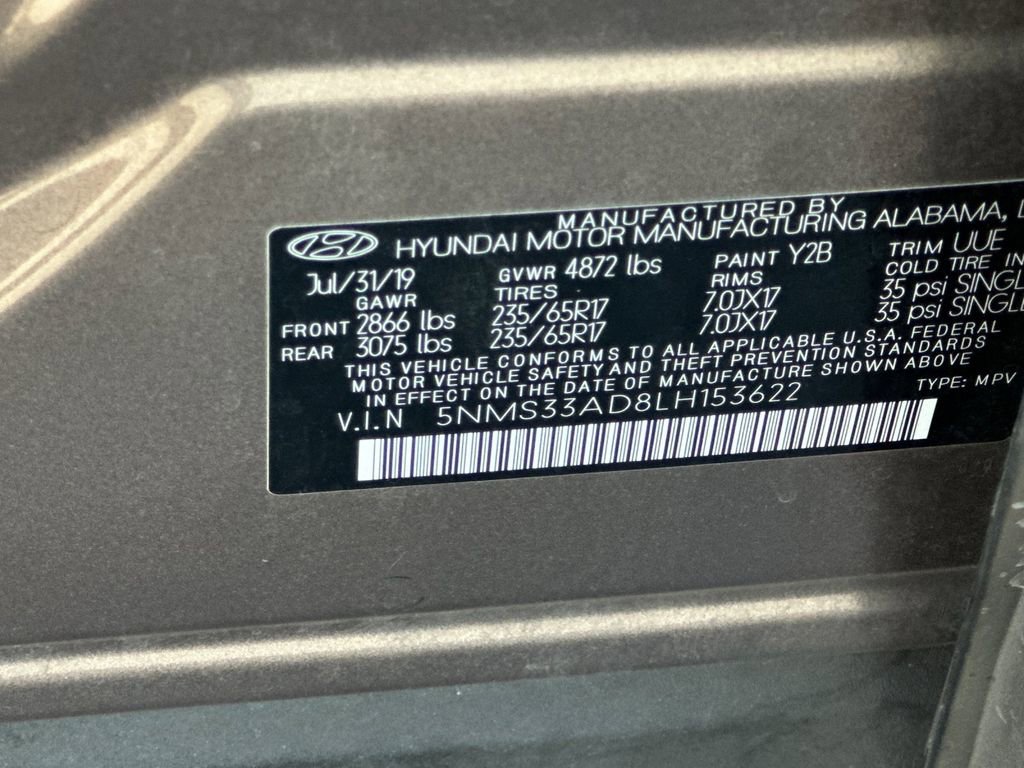 MANUFACTURED BY
HYUNDAI MOTOR MANUFACTURING ALABAMA,
Jul/31/19 GVWR 4872 lbs PAINT Y2B TRIM UUE
GAWR TIRES RIMS COLD TIRE IN
FRONT 2866 lbs 235/65R17 7.0JX17 35 psi SINGL
REAR 3075 lbs 235/65R17 7.0JX17 35 psi SINGLE
THIS VEHICLE CONFORMS TO ALL APPLICABLE U.S.A. FEDERAL
MOTOR VEHICLE SAFETY AND THEFT PREVENTION STANDARDS
IN EFFECT ON THE DATE OF MANUFACTURE SHOWN ABOVE
V.I.N 5NMS33AD8LH153622 TYPE: MPV